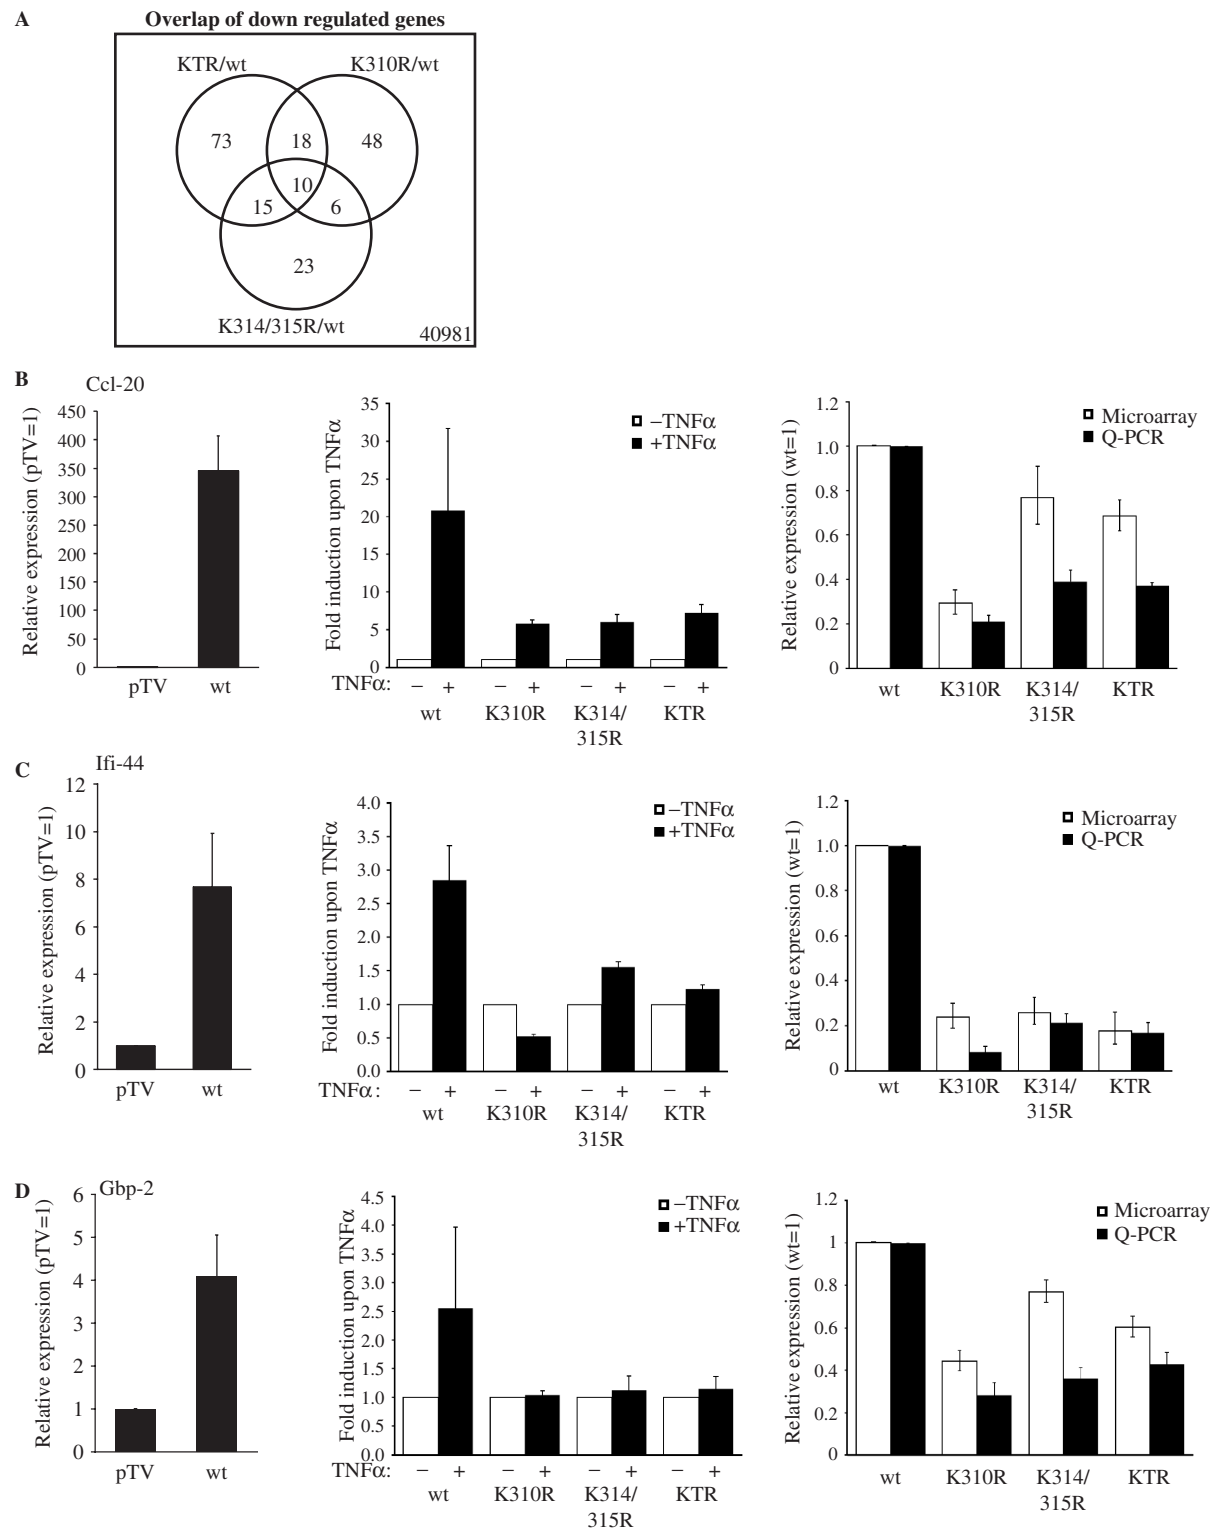 A
Overlap of down regulated genes
KTR/wt
K310R/wt
73
18
48
10
15
6
23
K314/315R/wt
40981
B
Ccl-20
Relative expression (pTV=1)
450
400
350
300
250
200
150
100
50
0
pTV
wt
Fold induction upon TNFα
35
30
25
20
15
10
5
0
−TNFα
+TNFα
TNFα: − + − + − + − +
wt
K310R
K314/
315R
KTR
Relative expression (wt=1)
1.2
1.0
0.8
0.6
0.4
0.2
0
Microarray
Q-PCR
wt
K310R
K314/
315R
KTR
C
Ifi-44
Relative expression (pTV=1)
12
10
8
6
4
2
0
pTV
wt
Fold induction upon TNFα
4.0
3.5
3.0
2.5
2.0
1.5
1.0
0.5
0.0
−TNFα
+TNFα
TNFα: − + − + − + − +
wt
K310R
K314/
315R
KTR
Relative expression (wt=1)
1.2
1.0
0.8
0.6
0.4
0.2
0
Microarray
Q-PCR
wt
K310R
K314/
315R
KTR
D
Gbp-2
Relative expression (pTV=1)
6
5
4
3
2
1
0
pTV
wt
Fold induction upon TNFα
4.5
4.0
3.5
3.0
2.5
2.0
1.5
1.0
0.5
0.0
−TNFα
+TNFα
TNFα: − + − + − + − +
wt
K310R
K314/
315R
KTR
Relative expression (wt=1)
1.2
1
0.8
0.6
0.4
0.2
0
Microarray
Q-PCR
wt
K310R
K314/
315R
KTR